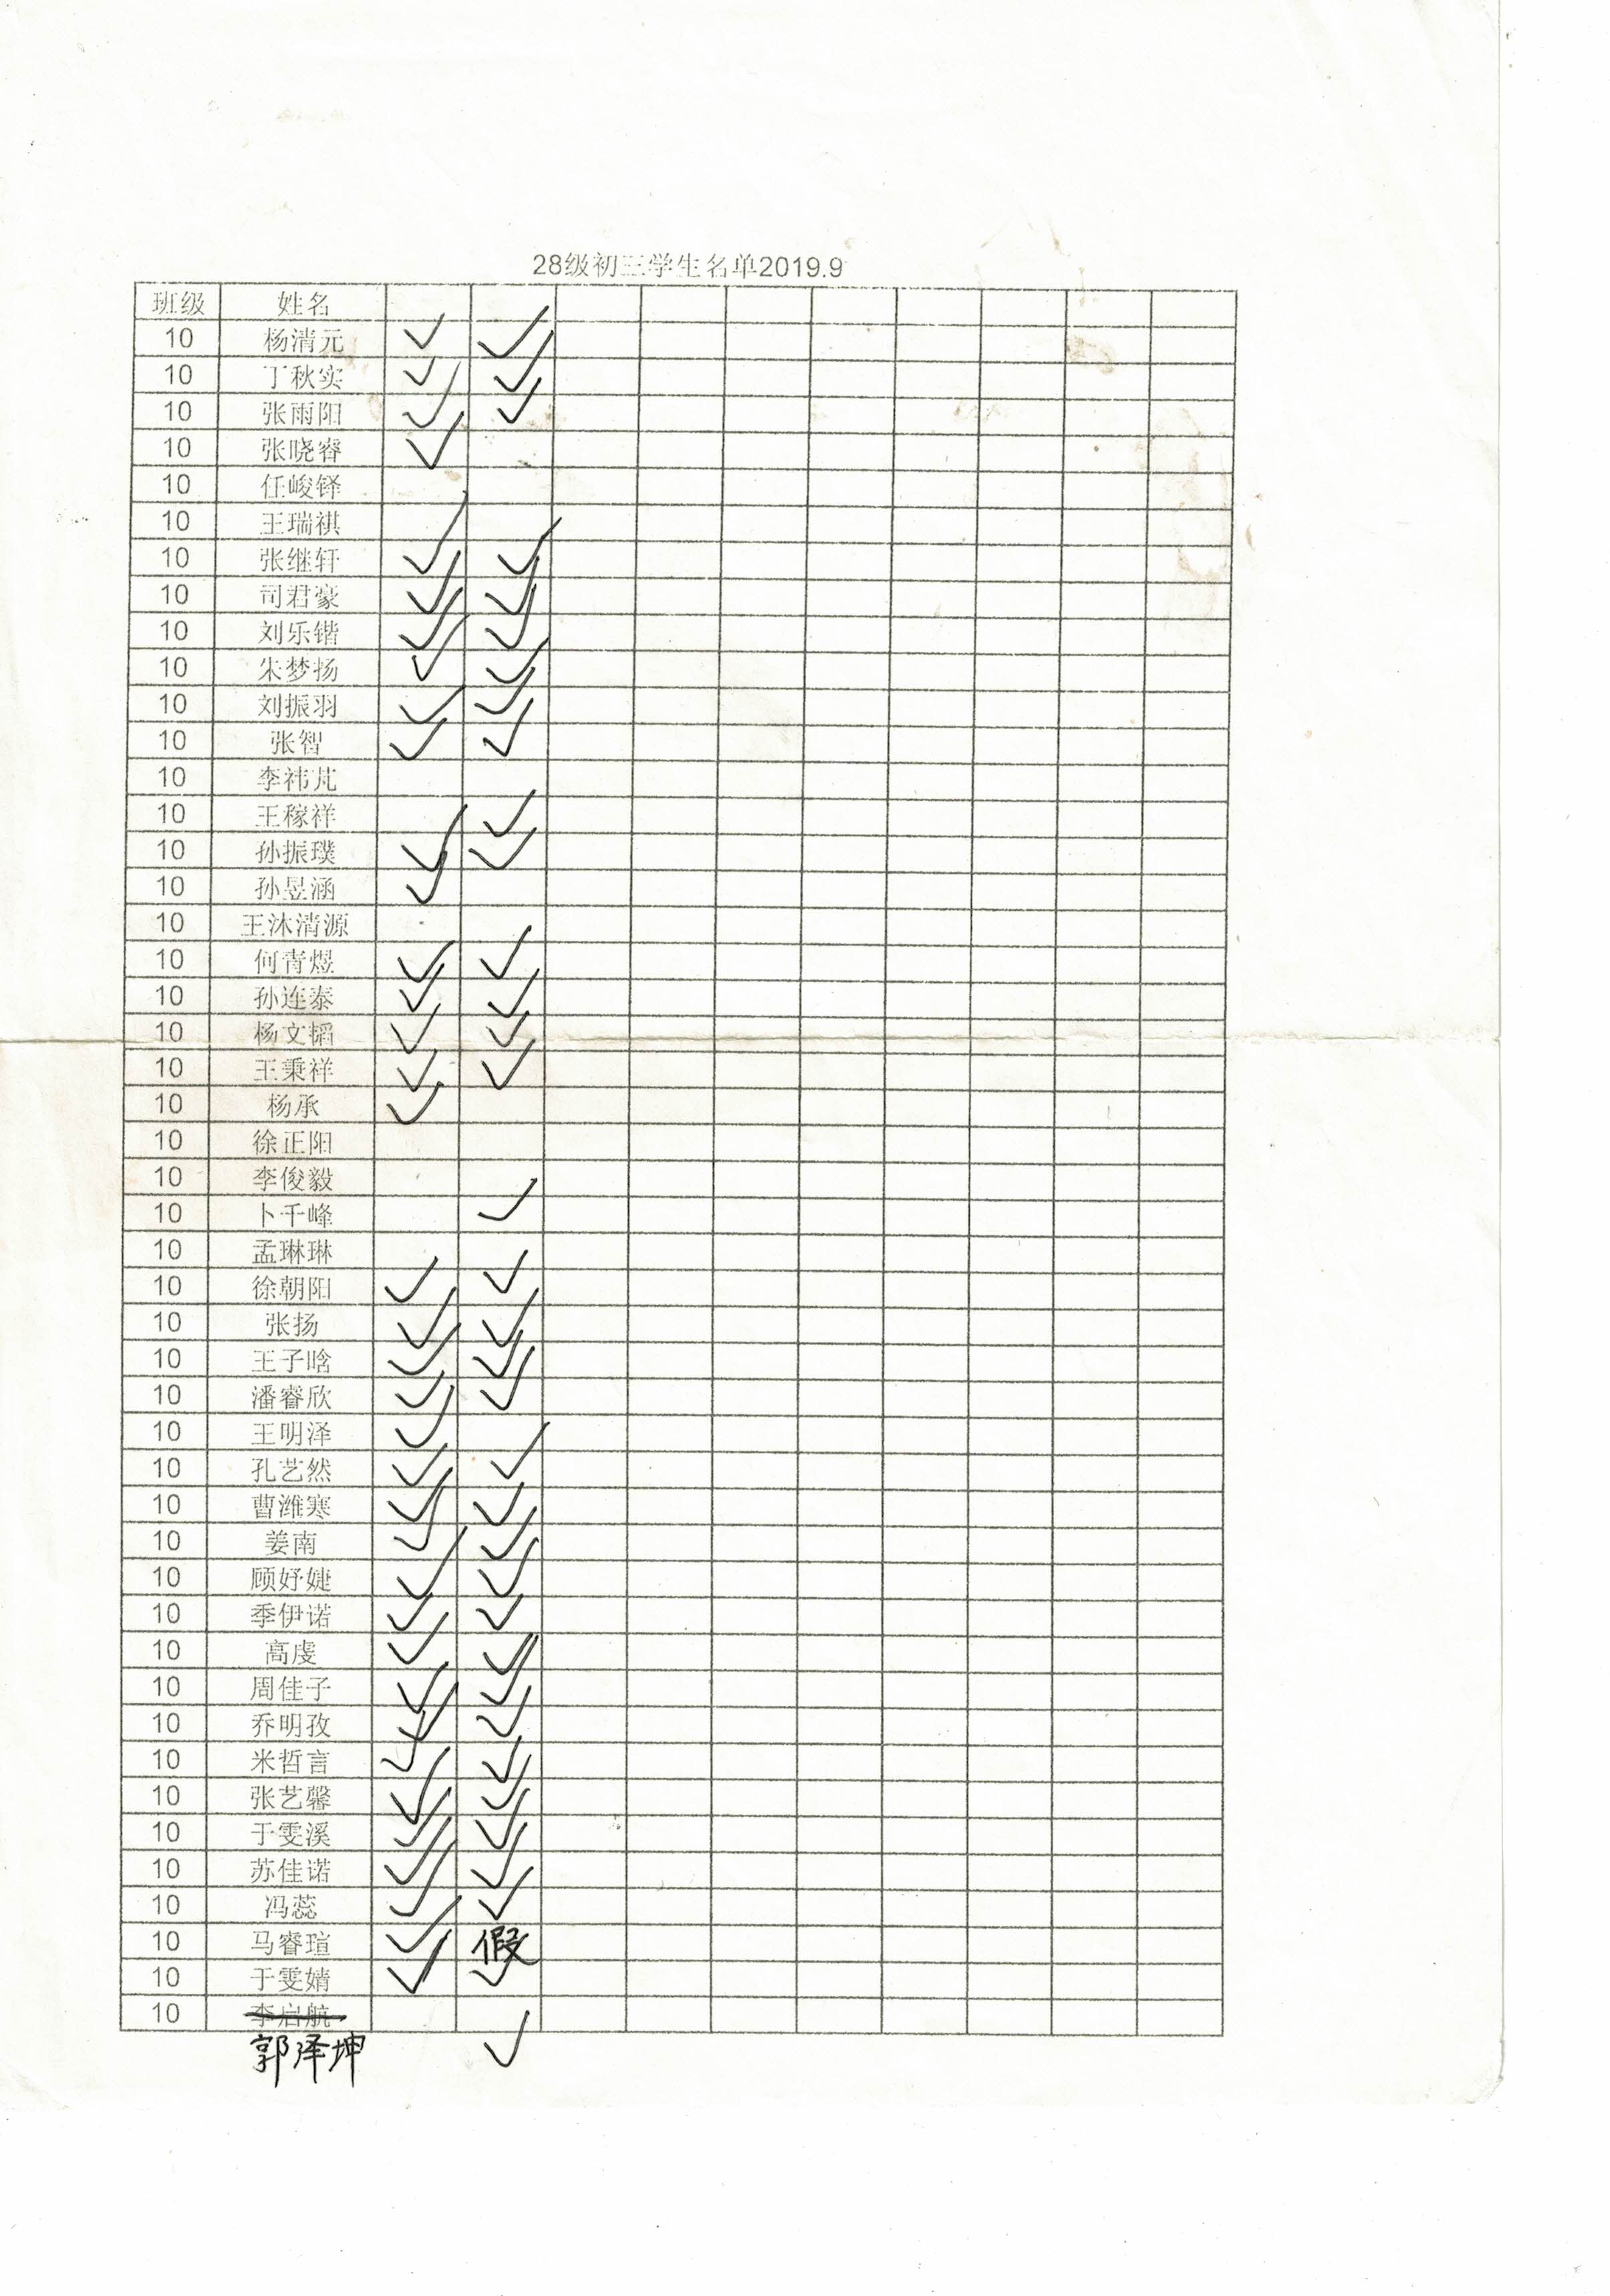 28级初三学生名单2019.9
班级 姓名
10 杨清元 ✓ ✓
10 丁秋实 ✓ ✓
10 张雨阳 ✓ ✓
10 张晓睿 ✓
10 任峻铎
10 王瑞祺
10 张继轩 ✓ ✓
10 司君豪 ✓ ✓
10 刘乐锴 ✓ ✓
10 朱梦扬 ✓ ✓
10 刘振羽 ✓ ✓
10 张智 ✓ ✓
10 李祎芃
10 王稼祥 ✓
10 孙振璞 ✓ ✓
10 孙昱涵 ✓
10 王沐清源
10 何青煜 ✓ ✓
10 孙连泰 ✓ ✓
10 杨文韬 ✓ ✓
10 王秉祥 ✓ ✓
10 杨承 ✓
10 徐正阳
10 李俊毅
10 卜千峰 ✓
10 孟琳琳
10 徐朝阳 ✓ ✓
10 张扬 ✓ ✓
10 王子晗 ✓ ✓
10 潘睿欣 ✓ ✓
10 王明泽 ✓
10 孔艺然 ✓ ✓
10 曹潍寒 ✓ ✓
10 姜南 ✓ ✓
10 顾妤婕 ✓ ✓
10 季伊诺 ✓ ✓
10 高虔 ✓ ✓
10 周佳子 ✓ ✓
10 乔明孜 ✓ ✓
10 米哲言 ✓ ✓
10 张艺馨 ✓ ✓
10 于雯溪 ✓ ✓
10 苏佳诺 ✓ ✓
10 冯蕊 ✓ ✓
10 马睿瑄 ✓ 假
10 于雯婧 ✓ ✓
10 李启航
郭泽坤 ✓